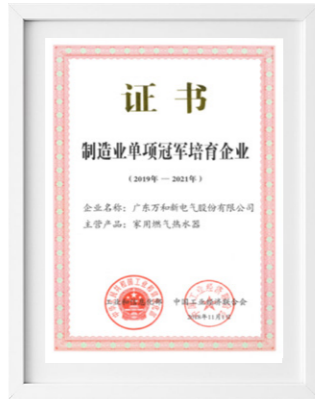 证书
制造业单项冠军培育企业
（2019年—2021年）
企业名称：广东万和新电气股份有限公司
主营产品：家用燃气热水器
中国工业经济联合会